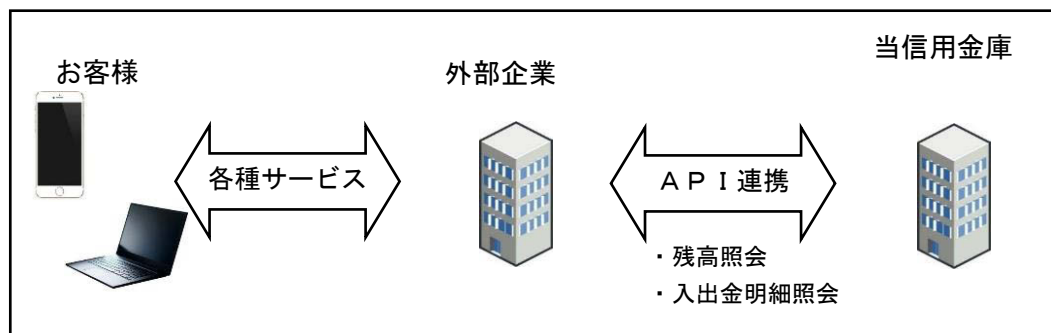 お客様
外部企業
当信用金庫
各種サービス
ＡＰＩ連携
・残高照会
・入出金明細照会